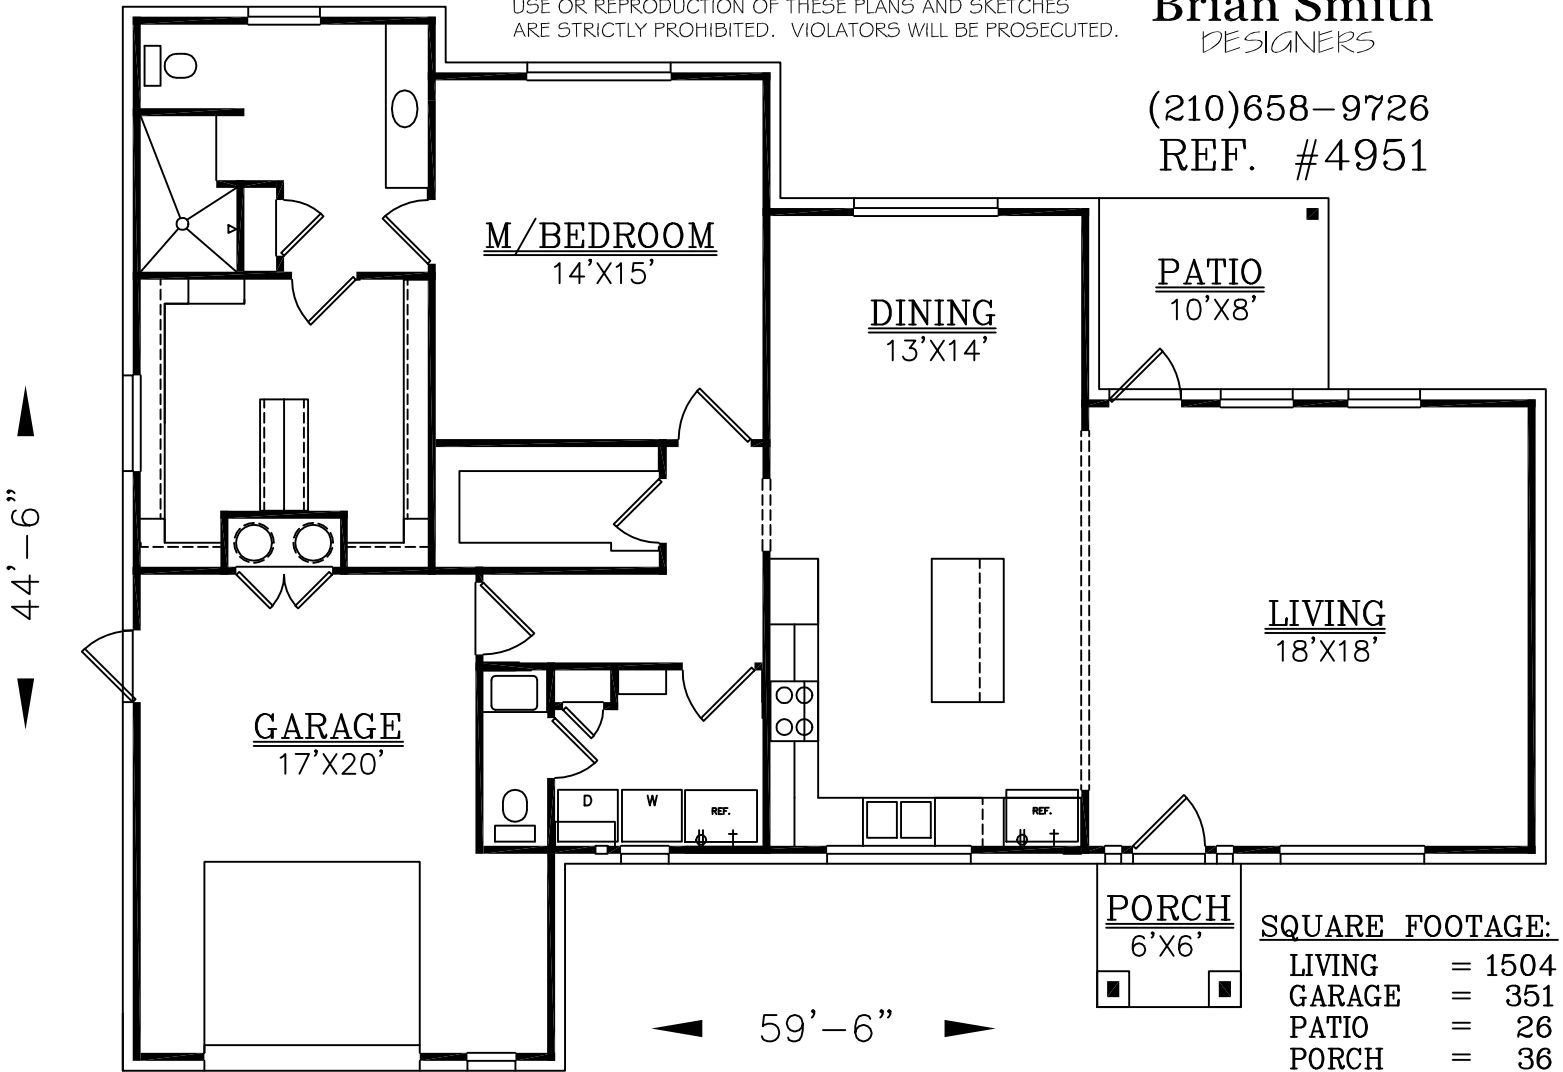 USE OR REPRODUCTION OF THESE PLANS AND SKETCHES
ARE STRICTLY PROHIBITED. VIOLATORS WILL BE PROSECUTED.
Brian Smith
DESIGNERS
(210)658-9726
REF. #4951
M/BEDROOM
14'X15'
DINING
13'X14'
PATIO
10'X8'
44'-6"
LIVING
18'X18'
GARAGE
17'X20'
D
W
REF.
REF.
PORCH
6'X6'
59'-6"
SQUARE FOOTAGE:
LIVING = 1504
GARAGE = 351
PATIO = 26
PORCH = 36